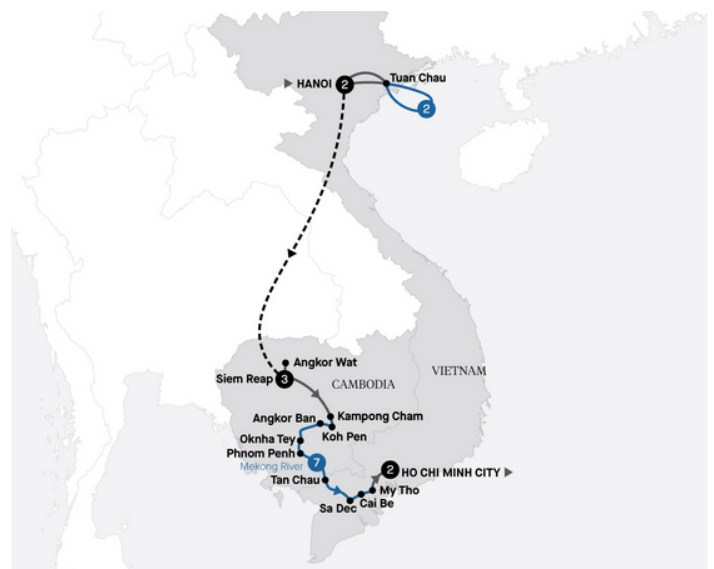 Tuan Chau
HANOI
2
2
Angkor Wat
Siem Reap
3
CAMBODIA
VIETNAM
Angkor Ban
Kampong Cham
Koh Pen
Oknha Tey
Phnom Penh
Mekong River
7
2
HO CHI MINH CITY
Tan Chau
My Tho
Cai Be
Sa Dec